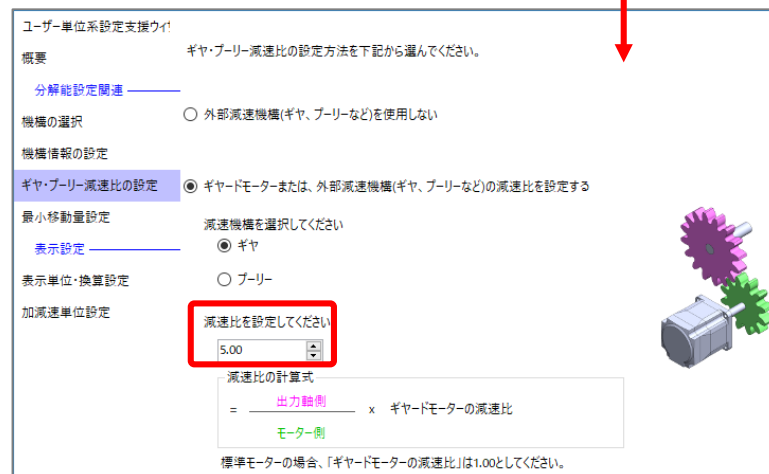 ユーザー単位系設定支援ウィ
概要
分解能設定関連
機構の選択
機構情報の設定
ギヤ・プーリー減速比の設定
最小移動量設定
表示設定
表示単位・換算設定
加減速単位設定
ギヤ・プーリー減速比の設定方法を下記から選んでください。
外部減速機構(ギヤ、プーリーなど)を使用しない
ギヤードモーターまたは、外部減速機構(ギヤ、プーリーなど)の減速比を設定する
減速機構を選択してください
ギヤ
プーリー
減速比を設定してください
5.00
減速比の計算式
= 出力軸側 x ギヤードモーターの減速比
モーター側
標準モーターの場合、「ギヤードモーターの減速比」は1.00としてください。